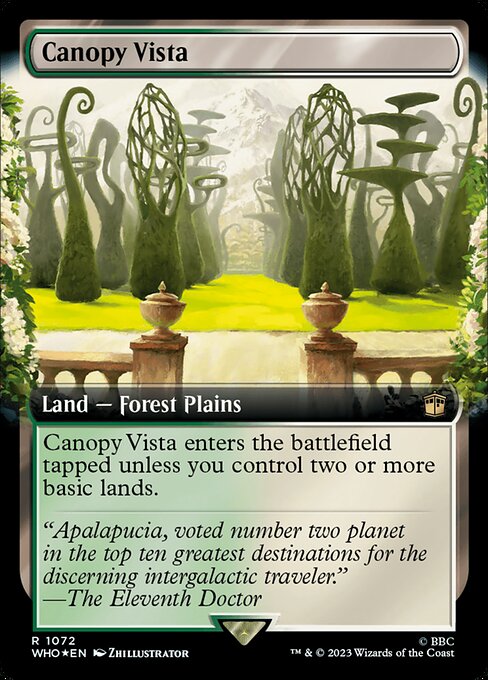 Canopy Vista
Land — Forest Plains
Canopy Vista enters the battlefield
tapped unless you control two or more
basic lands.
“Apalapucia, voted number two planet
in the top ten greatest destinations for the
discerning intergalactic traveler.”
—The Eleventh Doctor
R 1072
WHO★EN Zhillustrator
© BBC
™ & © 2023 Wizards of the Coast